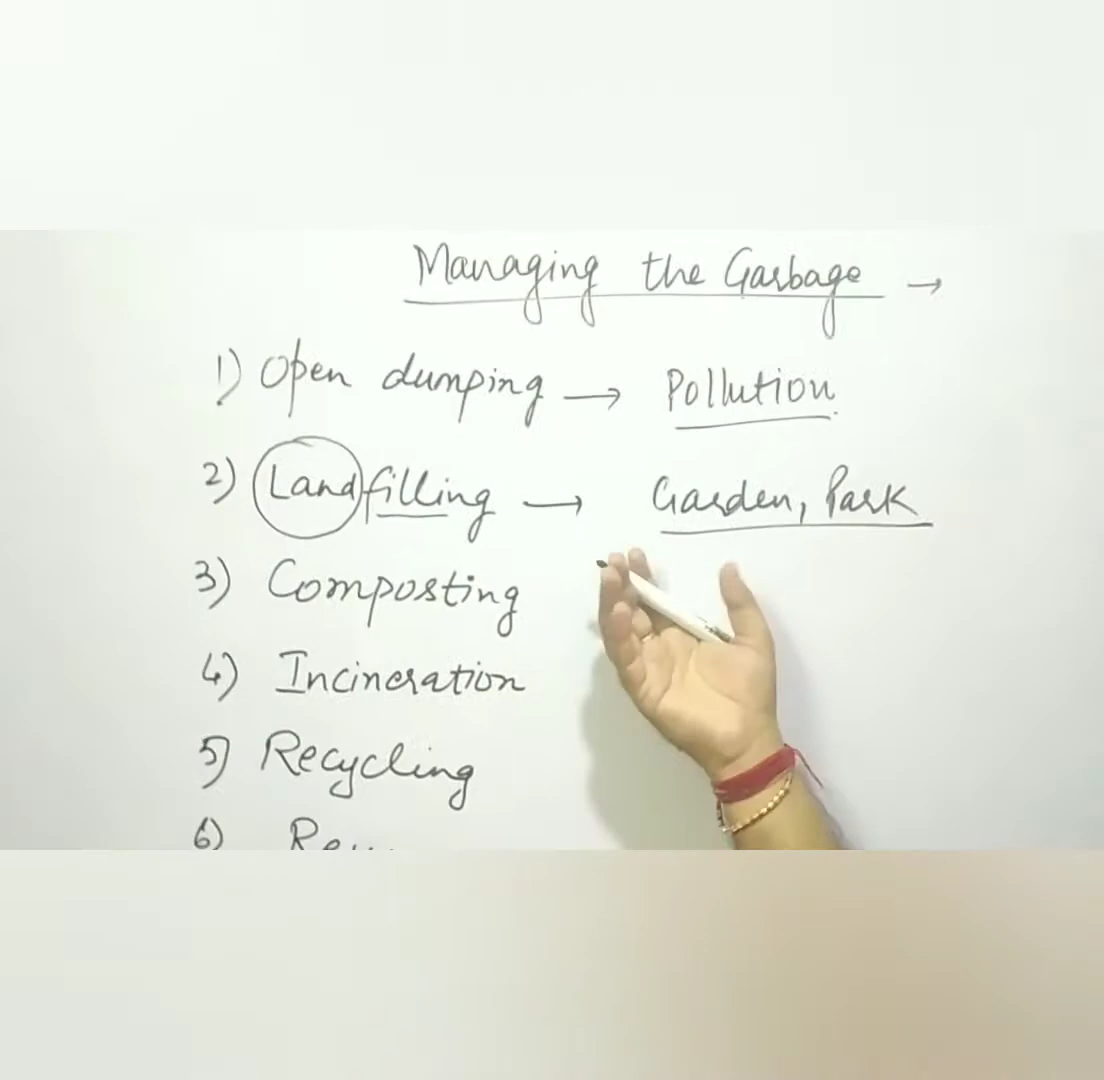 Managing the Garbage →
1) Open dumping → Pollution
2) Landfilling → Garden, Park
3) Composting
4) Incineration
5) Recycling
6)